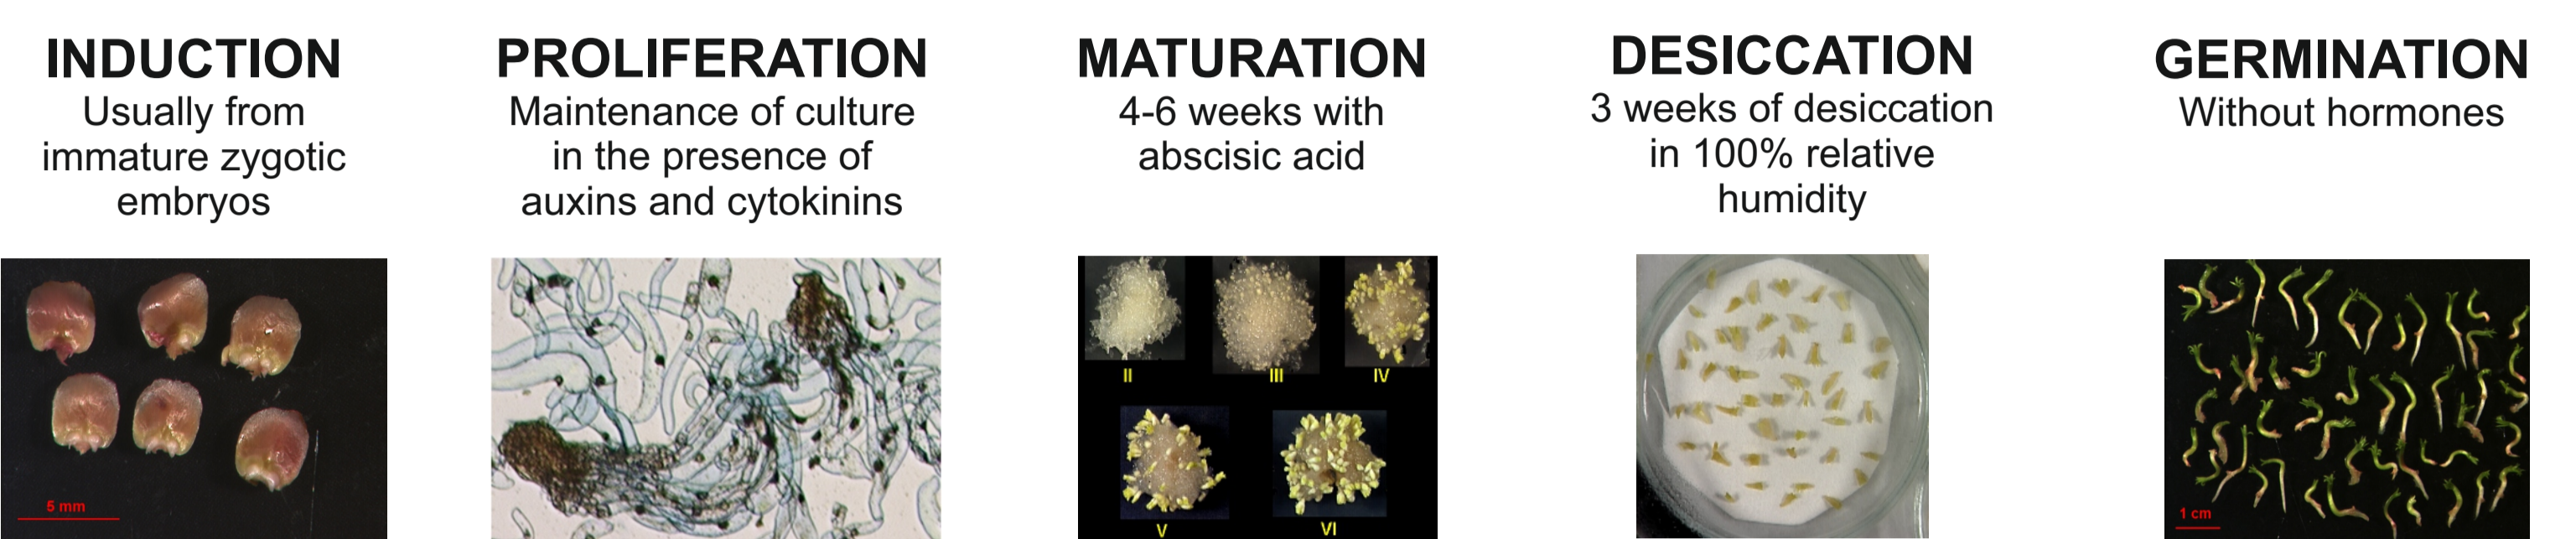 INDUCTION
Usually from
immature zygotic
embryos
5 mm
PROLIFERATION
Maintenance of culture
in the presence of
auxins and cytokinins
MATURATION
4-6 weeks with
abscisic acid
II
III
IV
V
VI
DESICCATION
3 weeks of desiccation
in 100% relative
humidity
GERMINATION
Without hormones
1 cm